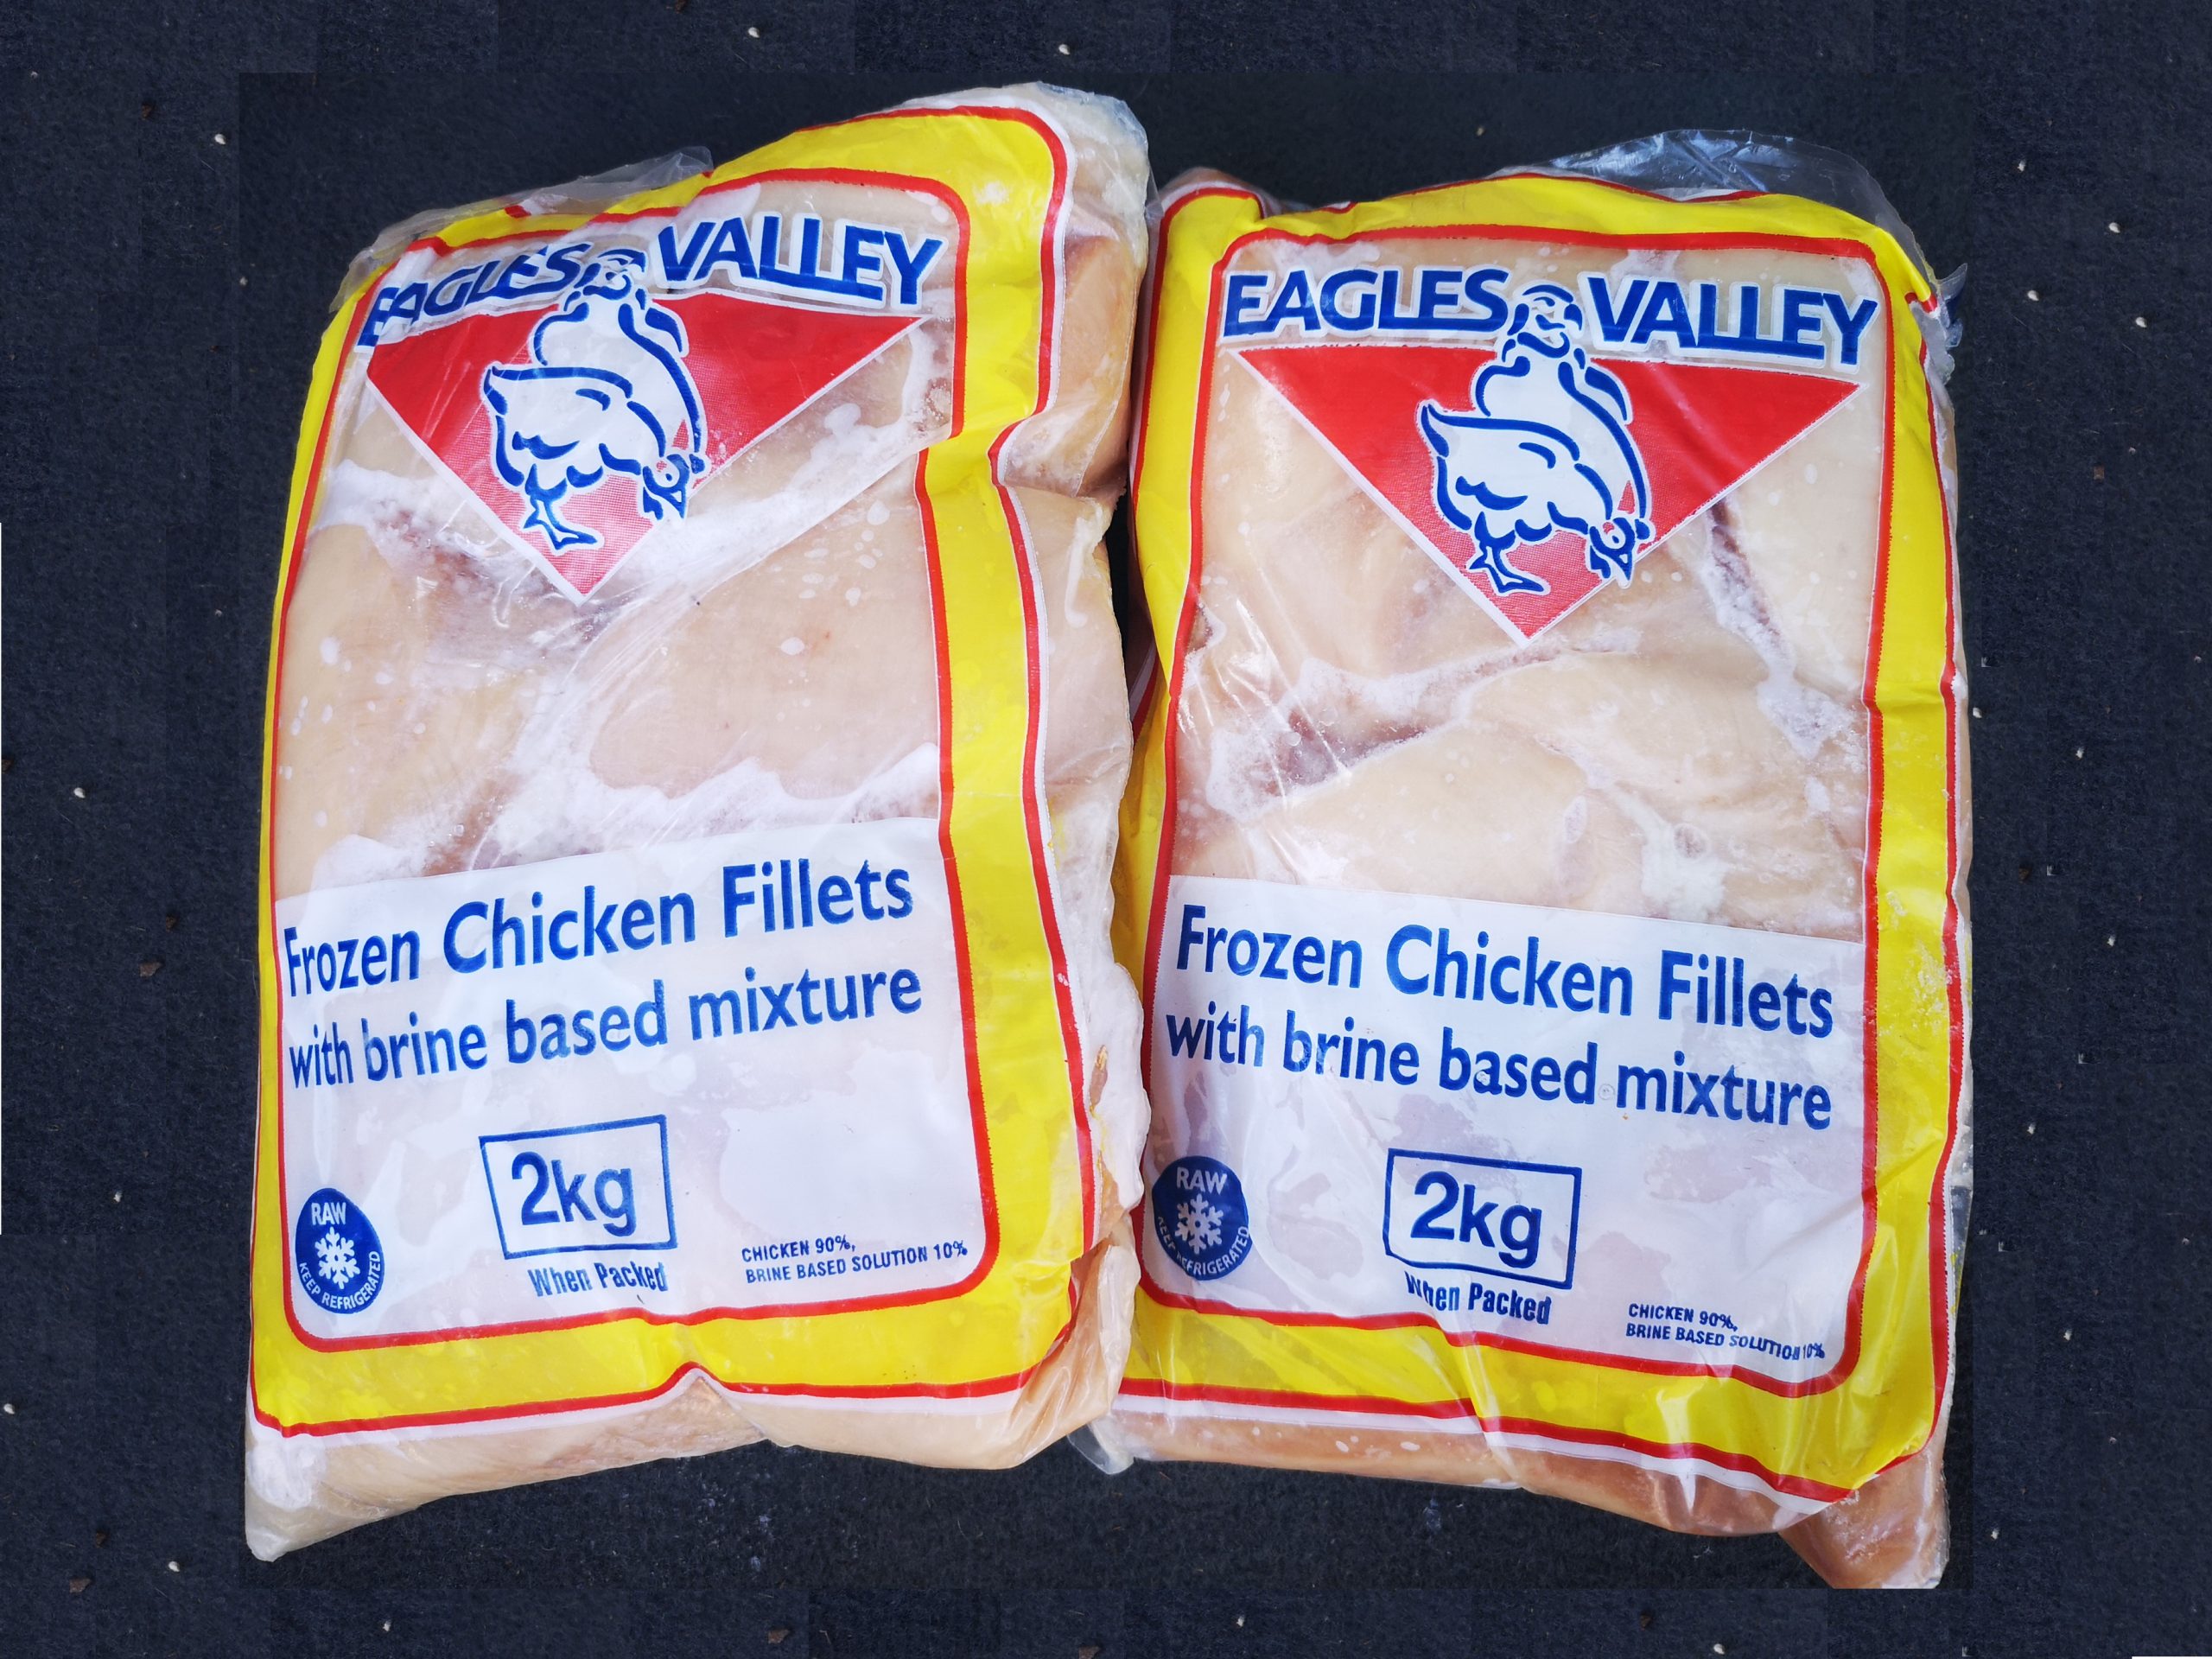 EAGLES VALLEY
Frozen Chicken Fillets
with brine based mixture
2kg
When Packed
RAW
KEEP REFRIGERATED
CHICKEN 90%,
BRINE BASED SOLUTION 10%
EAGLES VALLEY
Frozen Chicken Fillets
with brine based mixture
2kg
When Packed
RAW
KEEP REFRIGERATED
CHICKEN 90%,
BRINE BASED SOLUTION 10%